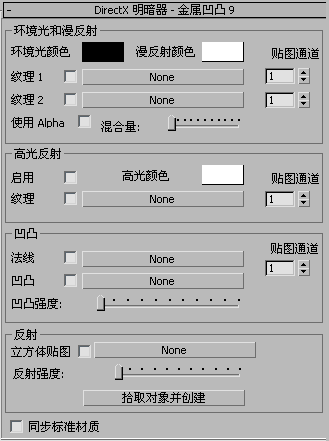 - DirectX 明暗器 - 金属凹凸 9
环境光和漫反射
环境光颜色 漫反射颜色 贴图通道
纹理 1 None 1
纹理 2 None 1
使用 Alpha 混合量:
高光反射
启用 高光颜色 贴图通道
纹理 None 1
凹凸
贴图通道
法线 None 1
凹凸 None
凹凸强度:
反射
立方体贴图 None
反射强度:
拾取对象并创建
同步标准材质